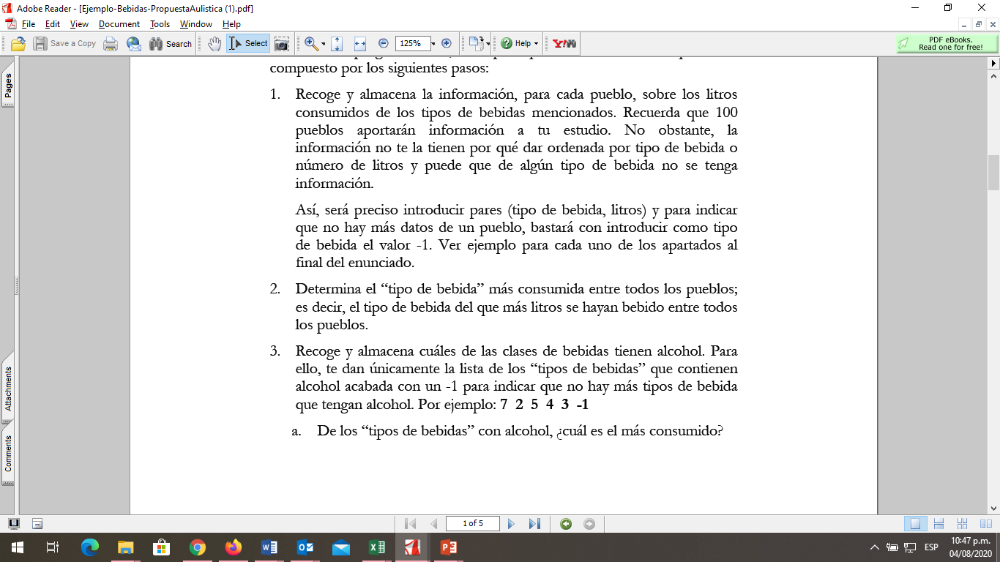 Adobe Reader - [Ejemplo-Bebidas-PropuestaAulistica (1).pdf]
File Edit View Document Tools Window Help
Save a Copy Search Select 125% Help Y! PDF eBooks.
Read one for free!
Pages
compuesto por los siguientes pasos:
1. Recoge y almacena la información, para cada pueblo, sobre los litros
consumidos de los tipos de bebidas mencionados. Recuerda que 100
pueblos aportarán información a tu estudio. No obstante, la
información no te la tienen por qué dar ordenada por tipo de bebida o
número de litros y puede que de algún tipo de bebida no se tenga
información.
Así, será preciso introducir pares (tipo de bebida, litros) y para indicar
que no hay más datos de un pueblo, bastará con introducir como tipo
de bebida el valor -1. Ver ejemplo para cada uno de los apartados al
final del enunciado.
2. Determina el “tipo de bebida” más consumida entre todos los pueblos;
es decir, el tipo de bebida del que más litros se hayan bebido entre todos
los pueblos.
3. Recoge y almacena cuáles de las clases de bebidas tienen alcohol. Para
ello, te dan únicamente la lista de los “tipos de bebidas” que contienen
alcohol acabada con un -1 para indicar que no hay más tipos de bebida
que tengan alcohol. Por ejemplo: 7 2 5 4 3 -1
a. De los “tipos de bebidas” con alcohol, ¿cuál es el más consumido?
Attachments
Comments
1 of 5
ESP 10:47 p.m.
04/08/2020